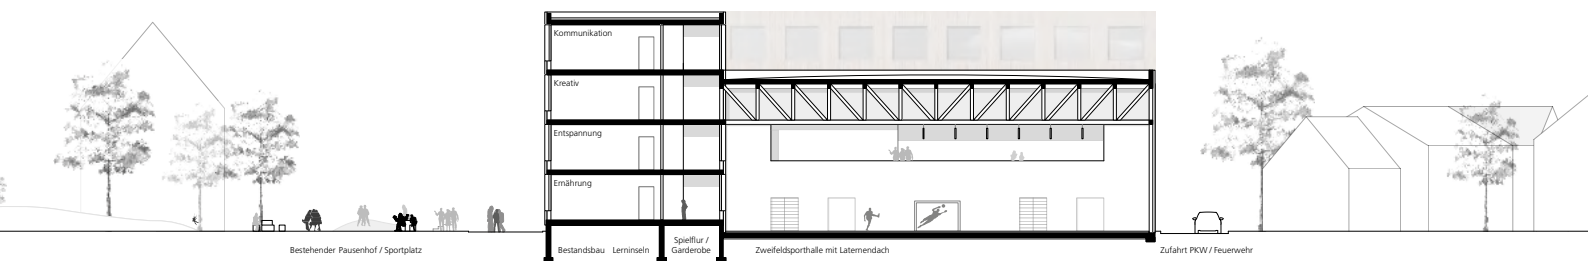 Kommunikation
Kreativ
Entspannung
Ernährung
Bestehender Pausenhof / Sportplatz
Bestandsbau Lerninseln
Spielflur /
Garderobe
Zweifeldsporthalle mit Laternendach
Zufahrt PKW / Feuerwehr